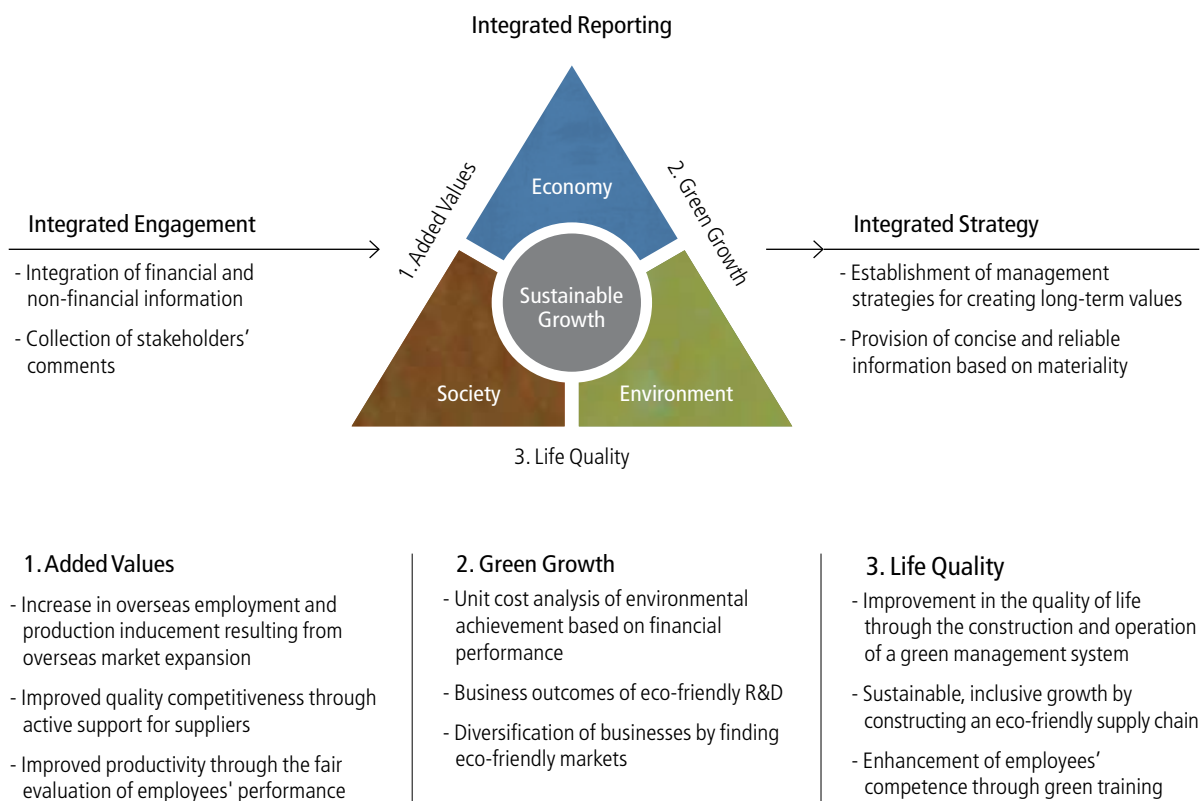 Integrated Reporting
Economy
1. Added Values
2. Green Growth
Integrated Engagement
- Integration of financial and
non-financial information
- Collection of stakeholders’
comments
Sustainable
Growth
Society
Environment
3. Life Quality
Integrated Strategy
- Establishment of management
strategies for creating long-term values
- Provision of concise and reliable
information based on materiality
1. Added Values
- Increase in overseas employment and
production inducement resulting from
overseas market expansion
- Improved quality competitiveness through
active support for suppliers
- Improved productivity through the fair
evaluation of employees' performance
2. Green Growth
- Unit cost analysis of environmental
achievement based on financial
performance
- Business outcomes of eco-friendly R&D
- Diversification of businesses by finding
eco-friendly markets
3. Life Quality
- Improvement in the quality of life
through the construction and operation
of a green management system
- Sustainable, inclusive growth by
constructing an eco-friendly supply chain
- Enhancement of employees’
competence through green training